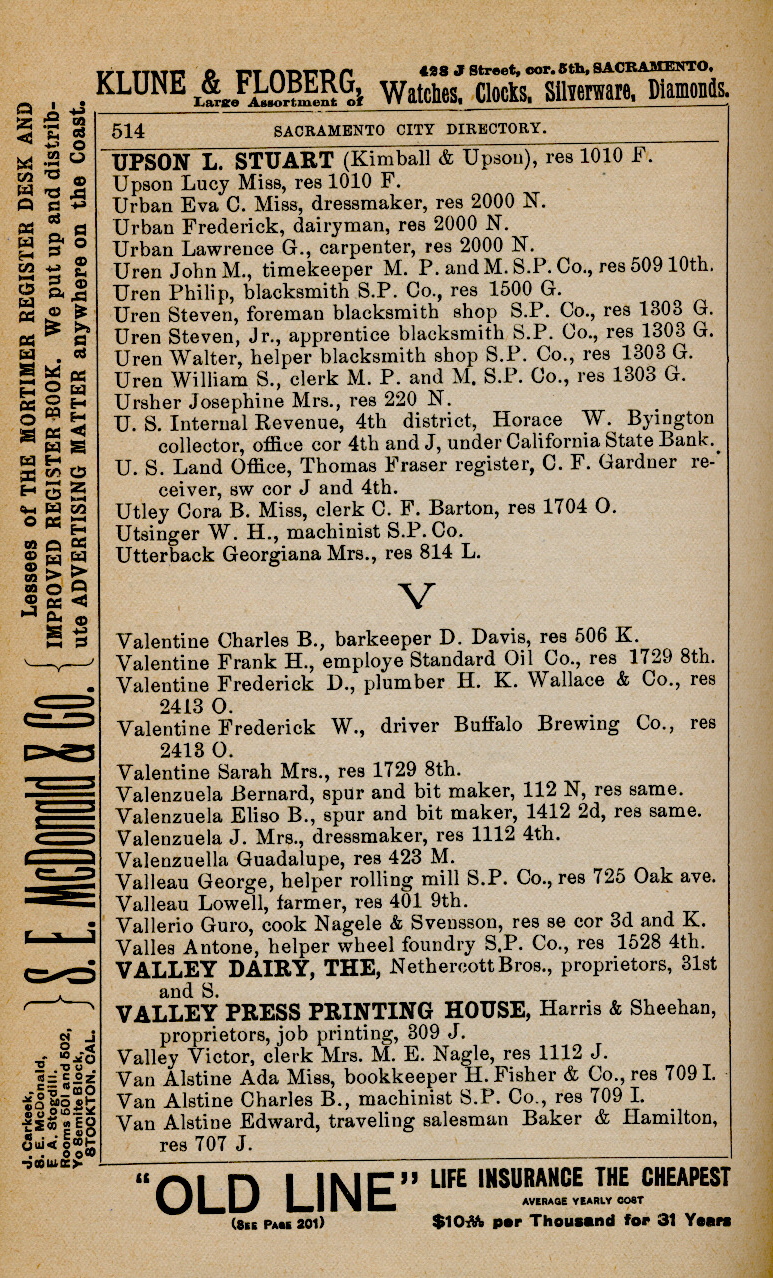 KLUNE & FLOBERG, 428 J Street, cor. 5th, SACRAMENTO,
Large Assortment of Watches, Clocks, Silverware, Diamonds.
514 SACRAMENTO CITY DIRECTORY.
UPSON L. STUART (Kimball & Upson), res 1010 F.
Upson Lucy Miss, res 1010 F.
Urban Eva C. Miss, dressmaker, res 2000 N.
Urban Frederick, dairyman, res 2000 N.
Urban Lawrence G., carpenter, res 2000 N.
Uren John M., timekeeper M. P. and M. S.P. Co., res 509 10th.
Uren Philip, blacksmith S.P. Co., res 1500 G.
Uren Steven, foreman blacksmith shop S.P. Co., res 1303 G.
Uren Steven, Jr., apprentice blacksmith S.P. Co., res 1303 G.
Uren Walter, helper blacksmith shop S.P. Co., res 1303 G.
Uren William S., clerk M. P. and M. S.P. Co., res 1303 G.
Ursher Josephine Mrs., res 220 N.
U. S. Internal Revenue, 4th district, Horace W. Byington
collector, office cor 4th and J, under California State Bank.
U. S. Land Office, Thomas Fraser register, C. F. Gardner re-
ceiver, sw cor J and 4th.
Utley Cora B. Miss, clerk C. F. Barton, res 1704 O.
Utsinger W. H., machinist S.P. Co.
Utterback Georgiana Mrs., res 814 L.
V
Valentine Charles B., barkeeper D. Davis, res 506 K.
Valentine Frank H., employe Standard Oil Co., res 1729 8th.
Valentine Frederick D., plumber H. K. Wallace & Co., res
2413 O.
Valentine Frederick W., driver Buffalo Brewing Co., res
2413 O.
Valentine Sarah Mrs., res 1729 8th.
Valenzuela Bernard, spur and bit maker, 112 N, res same.
Valenzuela Eliso B., spur and bit maker, 1412 2d, res same.
Valenzuela J. Mrs., dressmaker, res 1112 4th.
Valenzuella Guadalupe, res 423 M.
Valleau George, helper rolling mill S.P. Co., res 725 Oak ave.
Valleau Lowell, farmer, res 401 9th.
Vallerio Guro, cook Nagele & Svensson, res se cor 3d and K.
Valles Antone, helper wheel foundry S.P. Co., res 1528 4th.
VALLEY DAIRY, THE, Nethercott Bros., proprietors, 31st
and S.
VALLEY PRESS PRINTING HOUSE, Harris & Sheehan,
proprietors, job printing, 309 J.
Valley Victor, clerk Mrs. M. E. Nagle, res 1112 J.
Van Alstine Ada Miss, bookkeeper H. Fisher & Co., res 709 I.
Van Alstine Charles B., machinist S.P. Co., res 709 I.
Van Alstine Edward, traveling salesman Baker & Hamilton,
res 707 J.
J. Carkeek,
S. E. McDonald,
E. A. Stogdill.
Rooms 501 and 502,
Yo Semite Block,
STOCKTON, CAL.
S. E. McDonald & Co.
Lessees of THE MORTIMER REGISTER DESK AND
IMPROVED REGISTER BOOK. We put up and distrib-
ute ADVERTISING MATTER anywhere on the Coast.
"OLD LINE" LIFE INSURANCE THE CHEAPEST
AVERAGE YEARLY COST
(SEE PAGE 201) $10 per Thousand for 31 Years